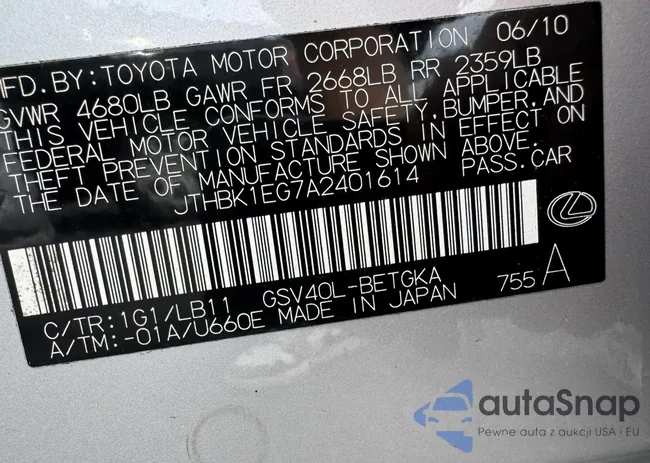 MFD.BY:TOYOTA MOTOR CORPORATION 06/10
GVWR 4680LB GAWR FR 2668LB RR 2359LB
THIS VEHICLE CONFORMS TO ALL APPLICABLE
FEDERAL MOTOR VEHICLE SAFETY,BUMPER,AND
THEFT PREVENTION STANDARDS IN EFFECT ON
THE DATE OF MANUFACTURE SHOWN ABOVE.
JTHBK1EG7A2401614 PASS.CAR
C/TR:1G1/LB11 GSV40L-BETGKA
A/TM:-01A/U660E MADE IN JAPAN 755 A
autoSnap
Pewne auta z aukcji USA i EU